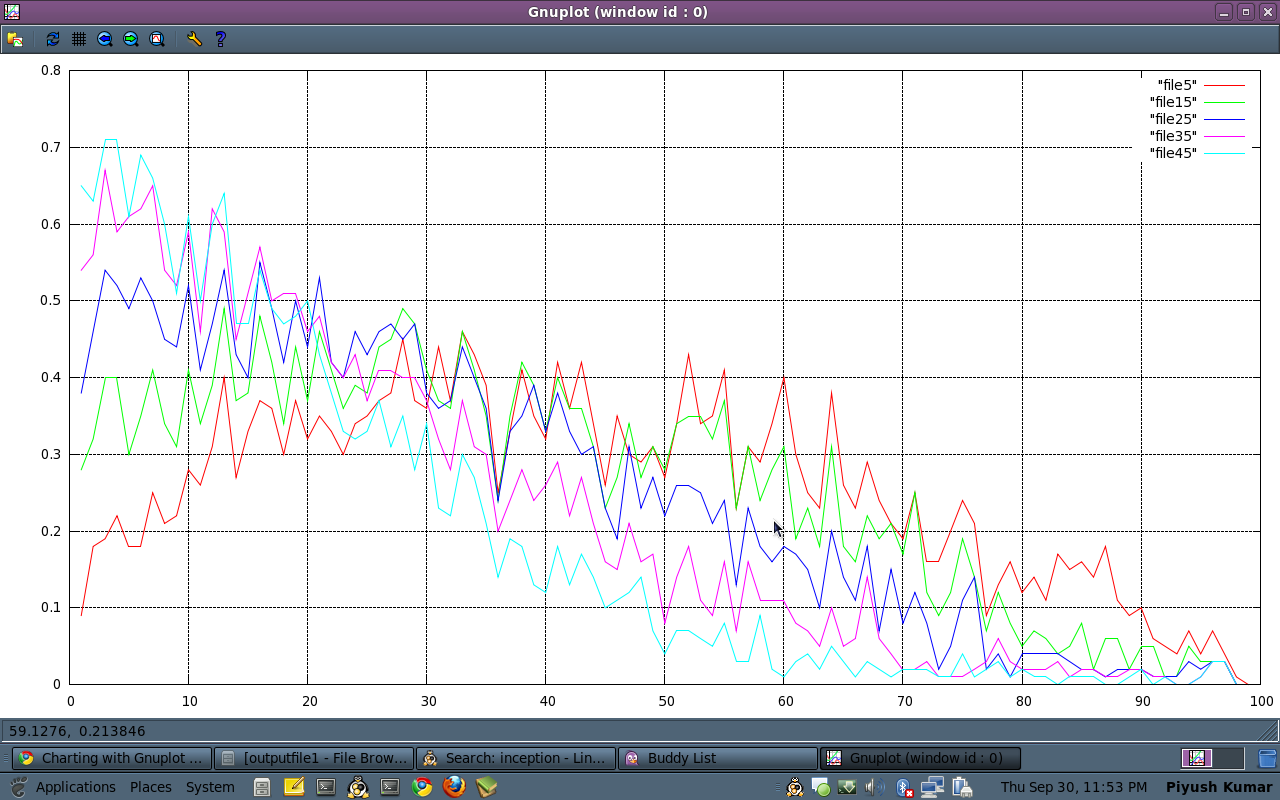 Gnuplot (window id : 0)
?
0.8
0.7
0.6
0.5
0.4
0.3
0.2
0.1
0
"file5"
"file15"
"file25"
"file35"
"file45"
0 10 20 30 40 50 60 70 80 90 100
59.1276, 0.213846
Charting with Gnuplot ... [outputfile1 - File Brow... Search: inception - Lin... Buddy List Gnuplot (window id : 0)
Applications Places System Thu Sep 30, 11:53 PM Piyush Kumar